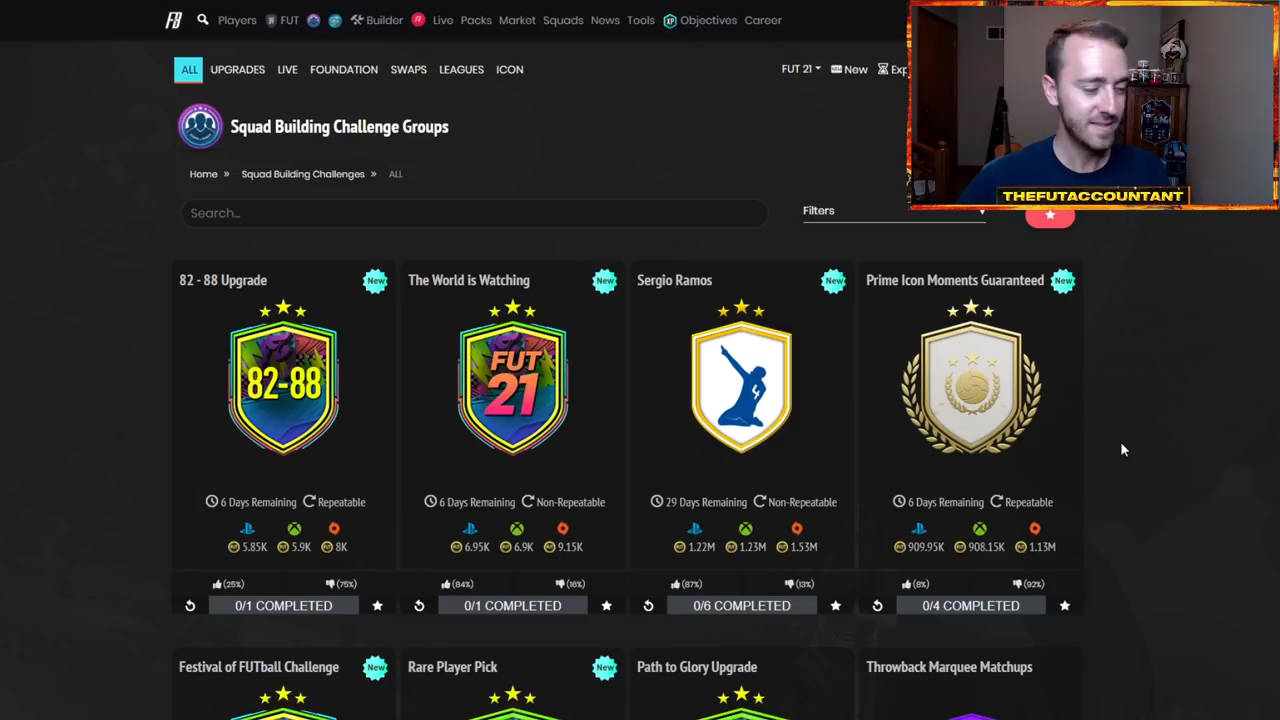 FB Players FUT Builder Live Packs Market Squads News Tools XP Objectives Career
ALL UPGRADES LIVE FOUNDATION SWAPS LEAGUES ICON FUT 21 New Exp
Squad Building Challenge Groups
Home » Squad Building Challenges » ALL
THEFUTACCOUNTANT
Search... Filters
82 - 88 Upgrade New The World is Watching New Sergio Ramos New Prime Icon Moments Guaranteed New
82-88 FUT 21 4
6 Days Remaining Repeatable 6 Days Remaining Non-Repeatable 29 Days Remaining Non-Repeatable 6 Days Remaining Repeatable
5.85K 5.9K 8K 6.95K 6.9K 9.15K 1.22M 1.23M 1.53M 909.95K 908.15K 1.13M
(25%) (75%) (84%) (16%) (87%) (13%) (8%) (92%)
0/1 COMPLETED 0/1 COMPLETED 0/6 COMPLETED 0/4 COMPLETED
Festival of FUTball Challenge New Rare Player Pick New Path to Glory Upgrade Throwback Marquee Matchups